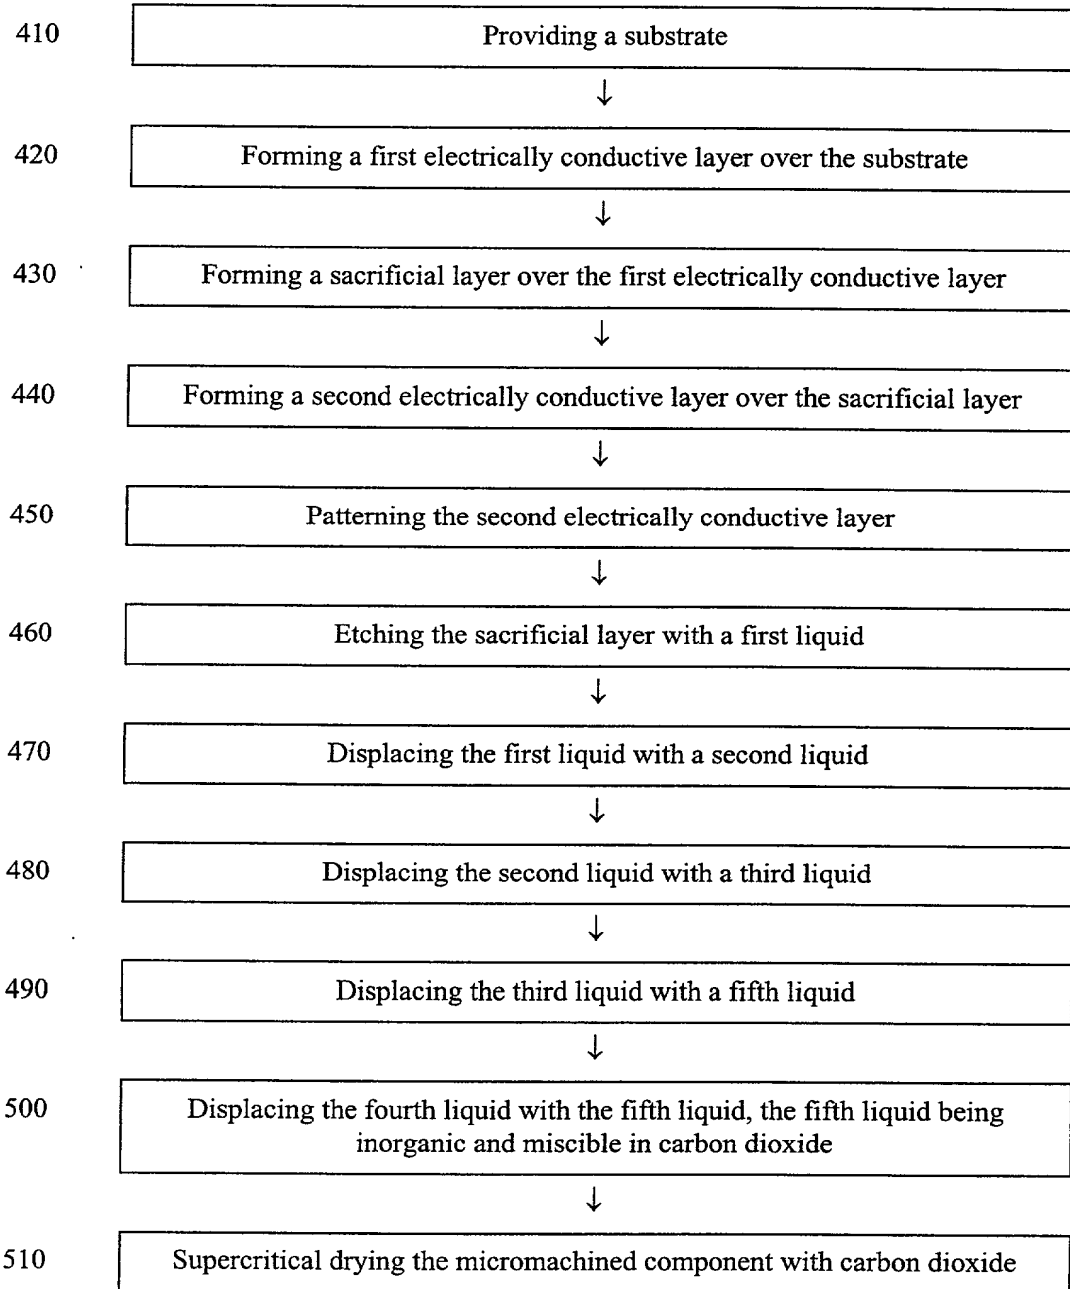 410 Providing a substrate
↓
420 Forming a first electrically conductive layer over the substrate
↓
430 Forming a sacrificial layer over the first electrically conductive layer
↓
440 Forming a second electrically conductive layer over the sacrificial layer
↓
450 Patterning the second electrically conductive layer
↓
460 Etching the sacrificial layer with a first liquid
↓
470 Displacing the first liquid with a second liquid
↓
480 Displacing the second liquid with a third liquid
↓
490 Displacing the third liquid with a fifth liquid
↓
500 Displacing the fourth liquid with the fifth liquid, the fifth liquid being
inorganic and miscible in carbon dioxide
↓
510 Supercritical drying the micromachined component with carbon dioxide